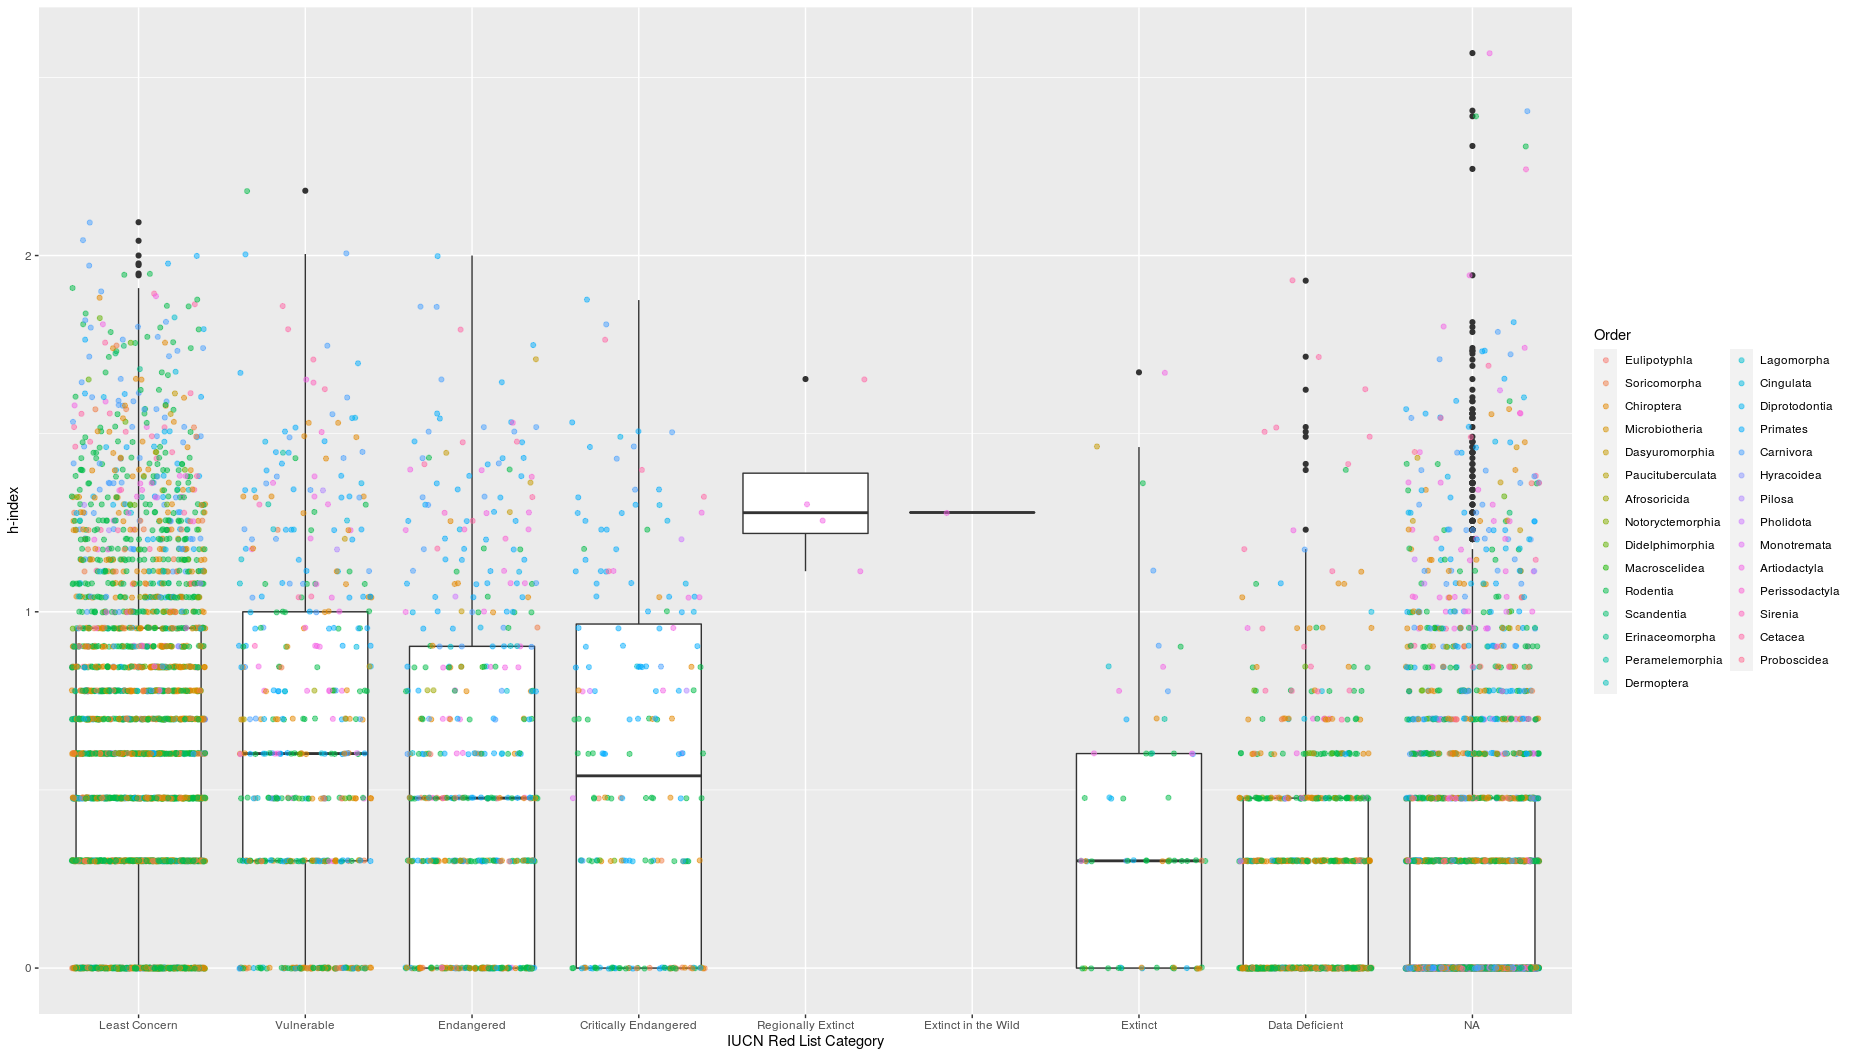 h-index
2
1
0
Least Concern
Vulnerable
Endangered
Critically Endangered
Regionally Extinct
Extinct in the Wild
Extinct
Data Deficient
NA
IUCN Red List Category
Order
Eulipotyphla
Soricomorpha
Chiroptera
Microbiotheria
Dasyuromorphia
Paucituberculata
Afrosoricida
Notoryctemorphia
Didelphimorphia
Macroscelidea
Rodentia
Scandentia
Erinaceomorpha
Peramelemorphia
Dermoptera
Lagomorpha
Cingulata
Diprotodontia
Primates
Carnivora
Hyracoidea
Pilosa
Pholidota
Monotremata
Artiodactyla
Perissodactyla
Sirenia
Cetacea
Proboscidea